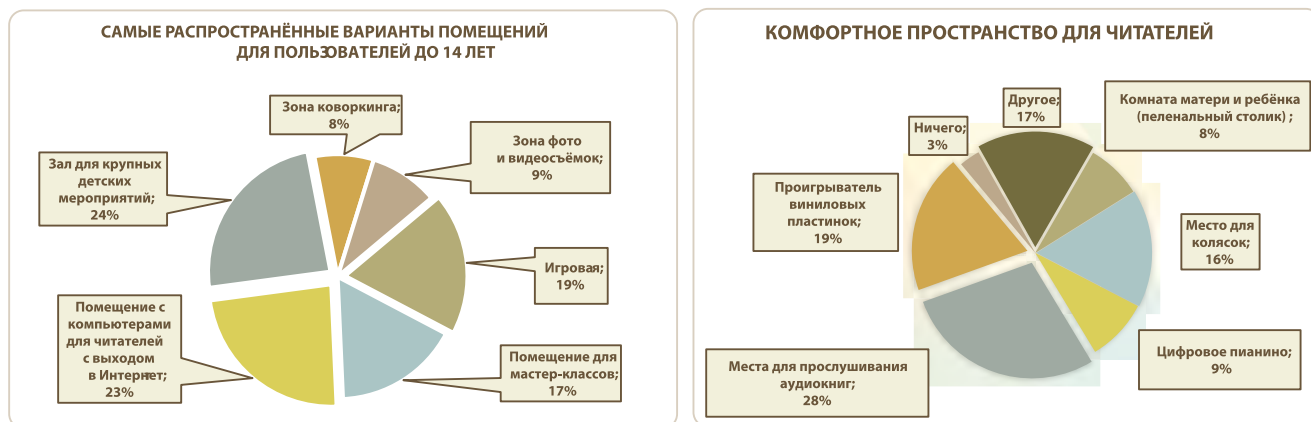 САМЫЕ РАСПРОСТРАНЁННЫЕ ВАРИАНТЫ ПОМЕЩЕНИЙ
ДЛЯ ПОЛЬЗОВАТЕЛЕЙ ДО 14 ЛЕТ
Зона коворкинга;
8%
Зона фото
и видеосъёмок;
9%
Зал для крупных
детских
мероприятий;
24%
Игровая;
19%
Помещение с
компьютерами
для читателей
с выходом
в Интернет;
23%
Помещение для
мастер-классов;
17%
КОМФОРТНОЕ ПРОСТРАНСТВО ДЛЯ ЧИТАТЕЛЕЙ
Другое;
17%
Комната матери и ребёнка
(пеленальный столик) ;
8%
Ничего;
3%
Проигрыватель
виниловых
пластинок;
19%
Место для
колясок;
16%
Места для прослушивания
аудиокниг;
28%
Цифровое пианино;
9%